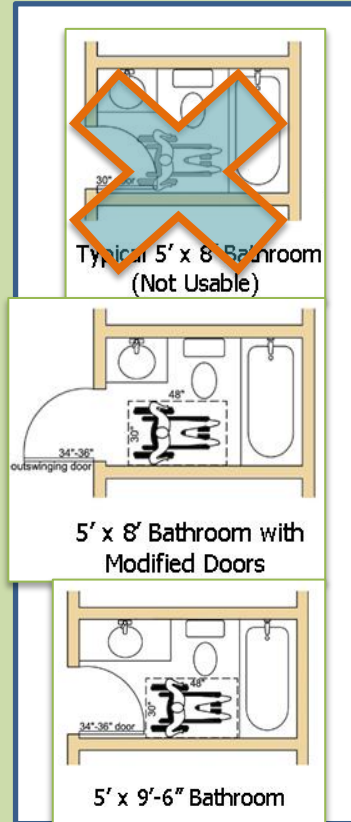 30" door
Typical 5' x 8' Bathroom
(Not Usable)
48"
30"
34"-36"
outswinging door
5' x 8' Bathroom with
Modified Doors
48"
30"
34"-36" door
5' x 9'-6" Bathroom